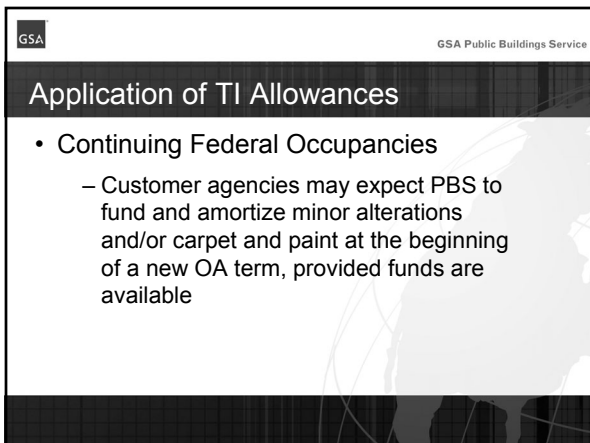 GSA
GSA Public Buildings Service
Application of TI Allowances
• Continuing Federal Occupancies
– Customer agencies may expect PBS to
fund and amortize minor alterations
and/or carpet and paint at the beginning
of a new OA term, provided funds are
available